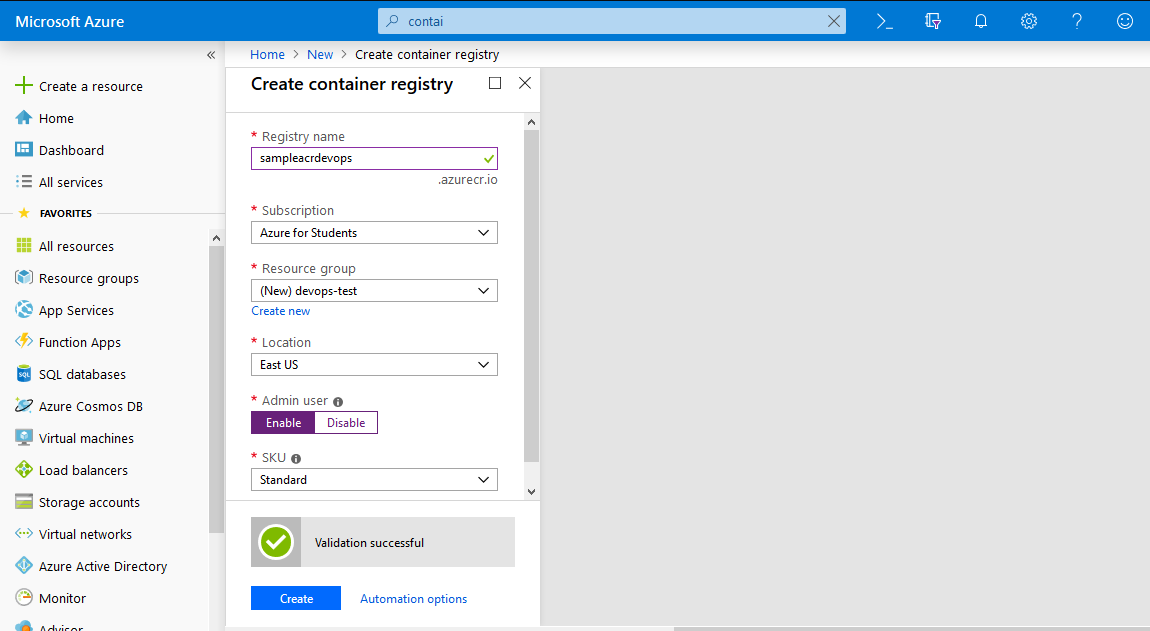 Microsoft Azure
contai
Home > New > Create container registry
Create a resource
Home
Dashboard
All services
FAVORITES
All resources
Resource groups
App Services
Function Apps
SQL databases
Azure Cosmos DB
Virtual machines
Load balancers
Storage accounts
Virtual networks
Azure Active Directory
Monitor
Advisor
Create container registry
* Registry name
sampleacrdevops
.azurecr.io
* Subscription
Azure for Students
* Resource group
(New) devops-test
Create new
* Location
East US
* Admin user
Enable Disable
* SKU
Standard
Validation successful
Create Automation options